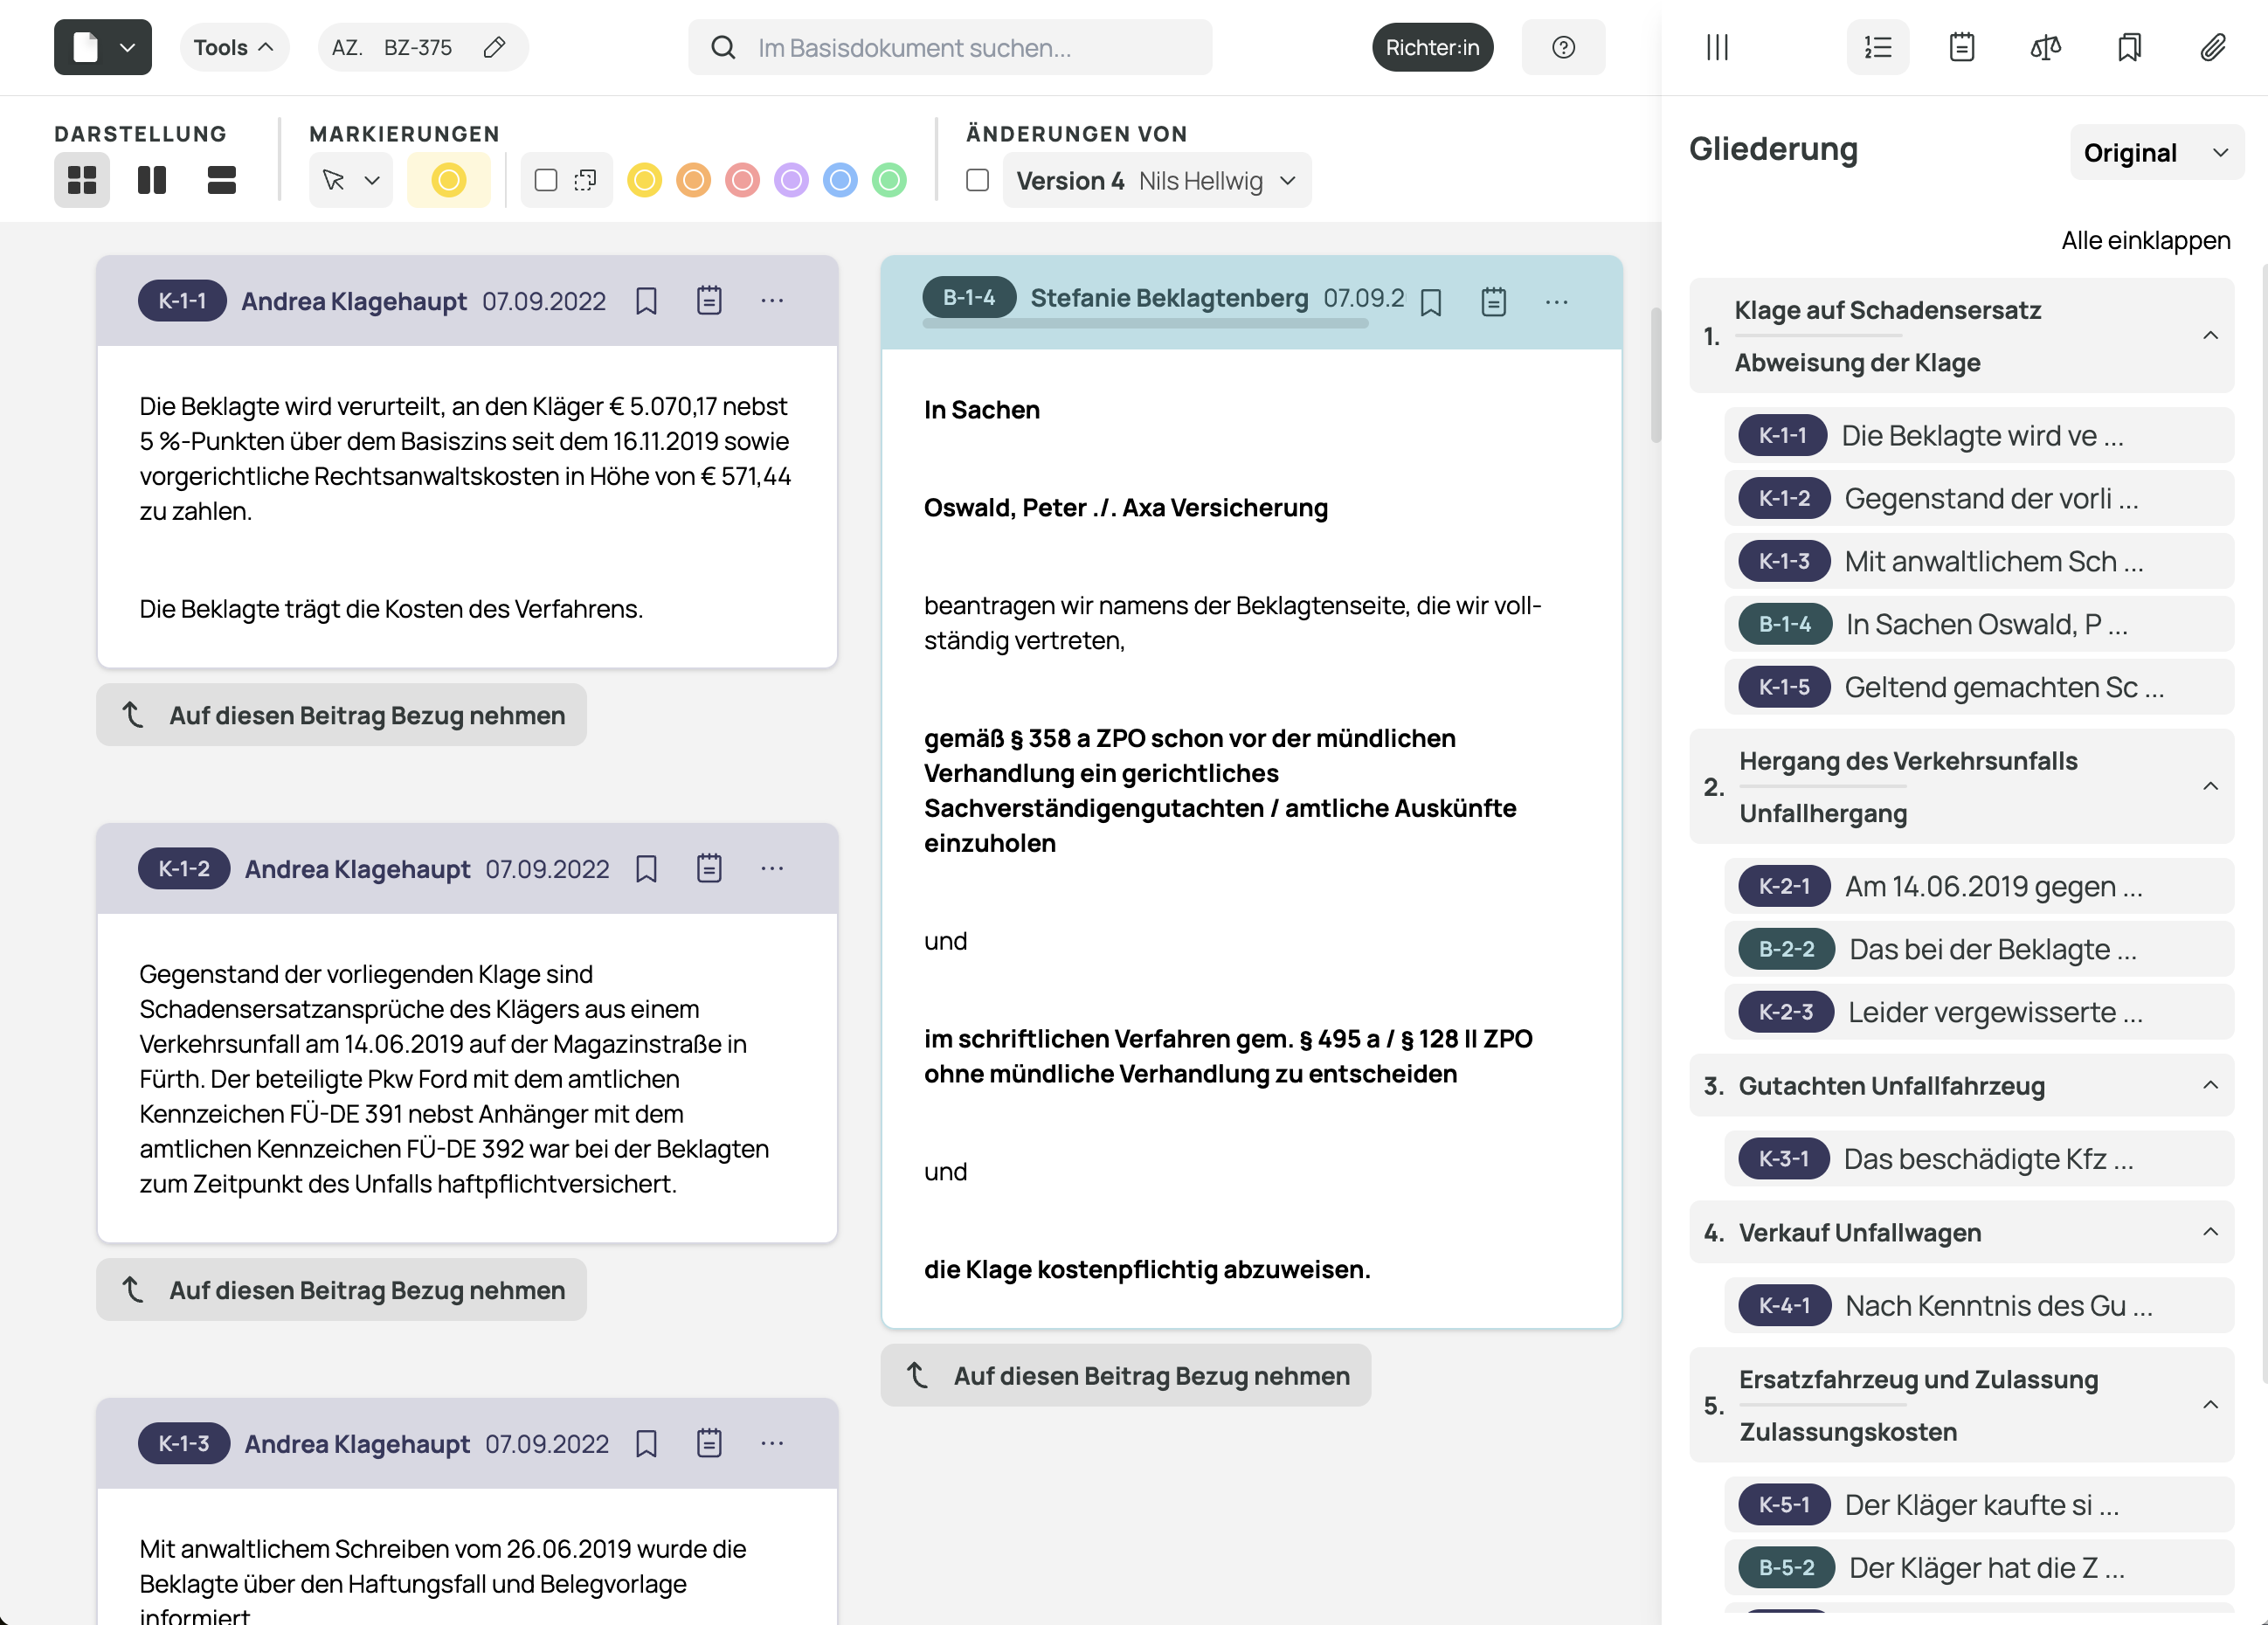 Tools
AZ. BZ-375
Im Basisdokument suchen...
Richter:in
DARSTELLUNG
MARKIERUNGEN
ÄNDERUNGEN VON
Version 4 Nils Hellwig
K-1-1 Andrea Klagehaupt 07.09.2022
Die Beklagte wird verurteilt, an den Kläger € 5.070,17 nebst
5 %-Punkten über dem Basiszins seit dem 16.11.2019 sowie
vorgerichtliche Rechtsanwaltskosten in Höhe von € 571,44
zu zahlen.
Die Beklagte trägt die Kosten des Verfahrens.
Auf diesen Beitrag Bezug nehmen
K-1-2 Andrea Klagehaupt 07.09.2022
Gegenstand der vorliegenden Klage sind
Schadensersatzansprüche des Klägers aus einem
Verkehrsunfall am 14.06.2019 auf der Magazinstraße in
Fürth. Der beteiligte Pkw Ford mit dem amtlichen
Kennzeichen FÜ-DE 391 nebst Anhänger mit dem
amtlichen Kennzeichen FÜ-DE 392 war bei der Beklagten
zum Zeitpunkt des Unfalls haftpflichtversichert.
Auf diesen Beitrag Bezug nehmen
K-1-3 Andrea Klagehaupt 07.09.2022
Mit anwaltlichem Schreiben vom 26.06.2019 wurde die
Beklagte über den Haftungsfall und Belegvorlage
informiert
B-1-4 Stefanie Beklagtenberg 07.09.2
In Sachen
Oswald, Peter ./. Axa Versicherung
beantragen wir namens der Beklagtenseite, die wir voll-
ständig vertreten,
gemäß § 358 a ZPO schon vor der mündlichen
Verhandlung ein gerichtliches
Sachverständigengutachten / amtliche Auskünfte
einzuholen
und
im schriftlichen Verfahren gem. § 495 a / § 128 II ZPO
ohne mündliche Verhandlung zu entscheiden
und
die Klage kostenpflichtig abzuweisen.
Auf diesen Beitrag Bezug nehmen
Gliederung
Original
Alle einklappen
1. Klage auf Schadensersatz
Abweisung der Klage
K-1-1 Die Beklagte wird ve ...
K-1-2 Gegenstand der vorli ...
K-1-3 Mit anwaltlichem Sch ...
B-1-4 In Sachen Oswald, P ...
K-1-5 Geltend gemachten Sc ...
2. Hergang des Verkehrsunfalls
Unfallhergang
K-2-1 Am 14.06.2019 gegen ...
B-2-2 Das bei der Beklagte ...
K-2-3 Leider vergewisserte ...
3. Gutachten Unfallfahrzeug
K-3-1 Das beschädigte Kfz ...
4. Verkauf Unfallwagen
K-4-1 Nach Kenntnis des Gu ...
5. Ersatzfahrzeug und Zulassung
Zulassungskosten
K-5-1 Der Kläger kaufte si ...
B-5-2 Der Kläger hat die Z ...